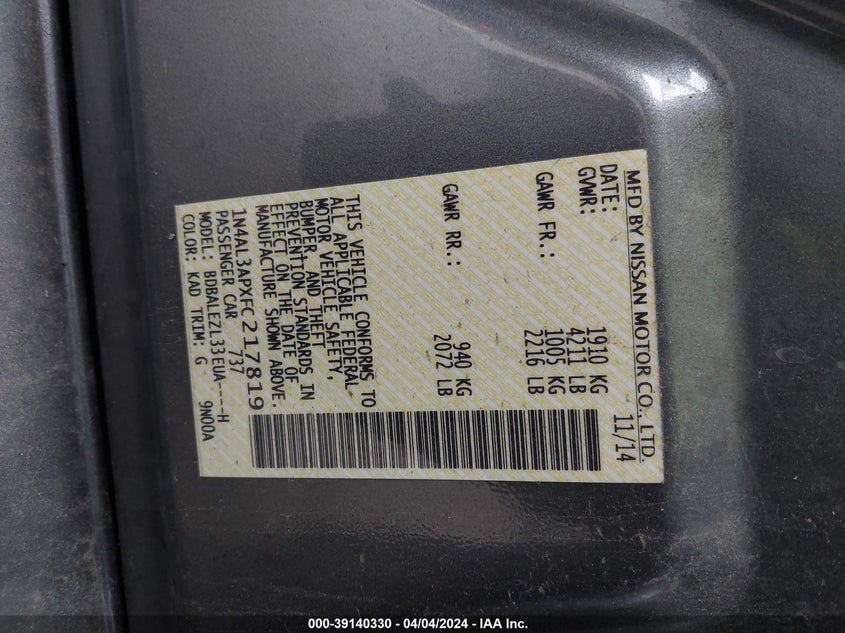 MFD BY NISSAN MOTOR CO., LTD.
DATE: 11/14
GVWR: 1910 KG
4211 LB
GAWR FR.: 1005 KG
2216 LB
GAWR RR.: 940 KG
2072 LB
THIS VEHICLE CONFORMS TO
ALL APPLICABLE FEDERAL
MOTOR VEHICLE SAFETY,
BUMPER, AND THEFT
PREVENTION STANDARDS IN
EFFECT ON THE DATE OF
MANUFACTURE SHOWN ABOVE.
1N4AL3APXFC217819
PASSENGER CAR 737
MODEL: BDBALEZL33EUA----H
COLOR: KAD TRIM: G 9N00A
000-39140330 - 04/04/2024 - IAA Inc.